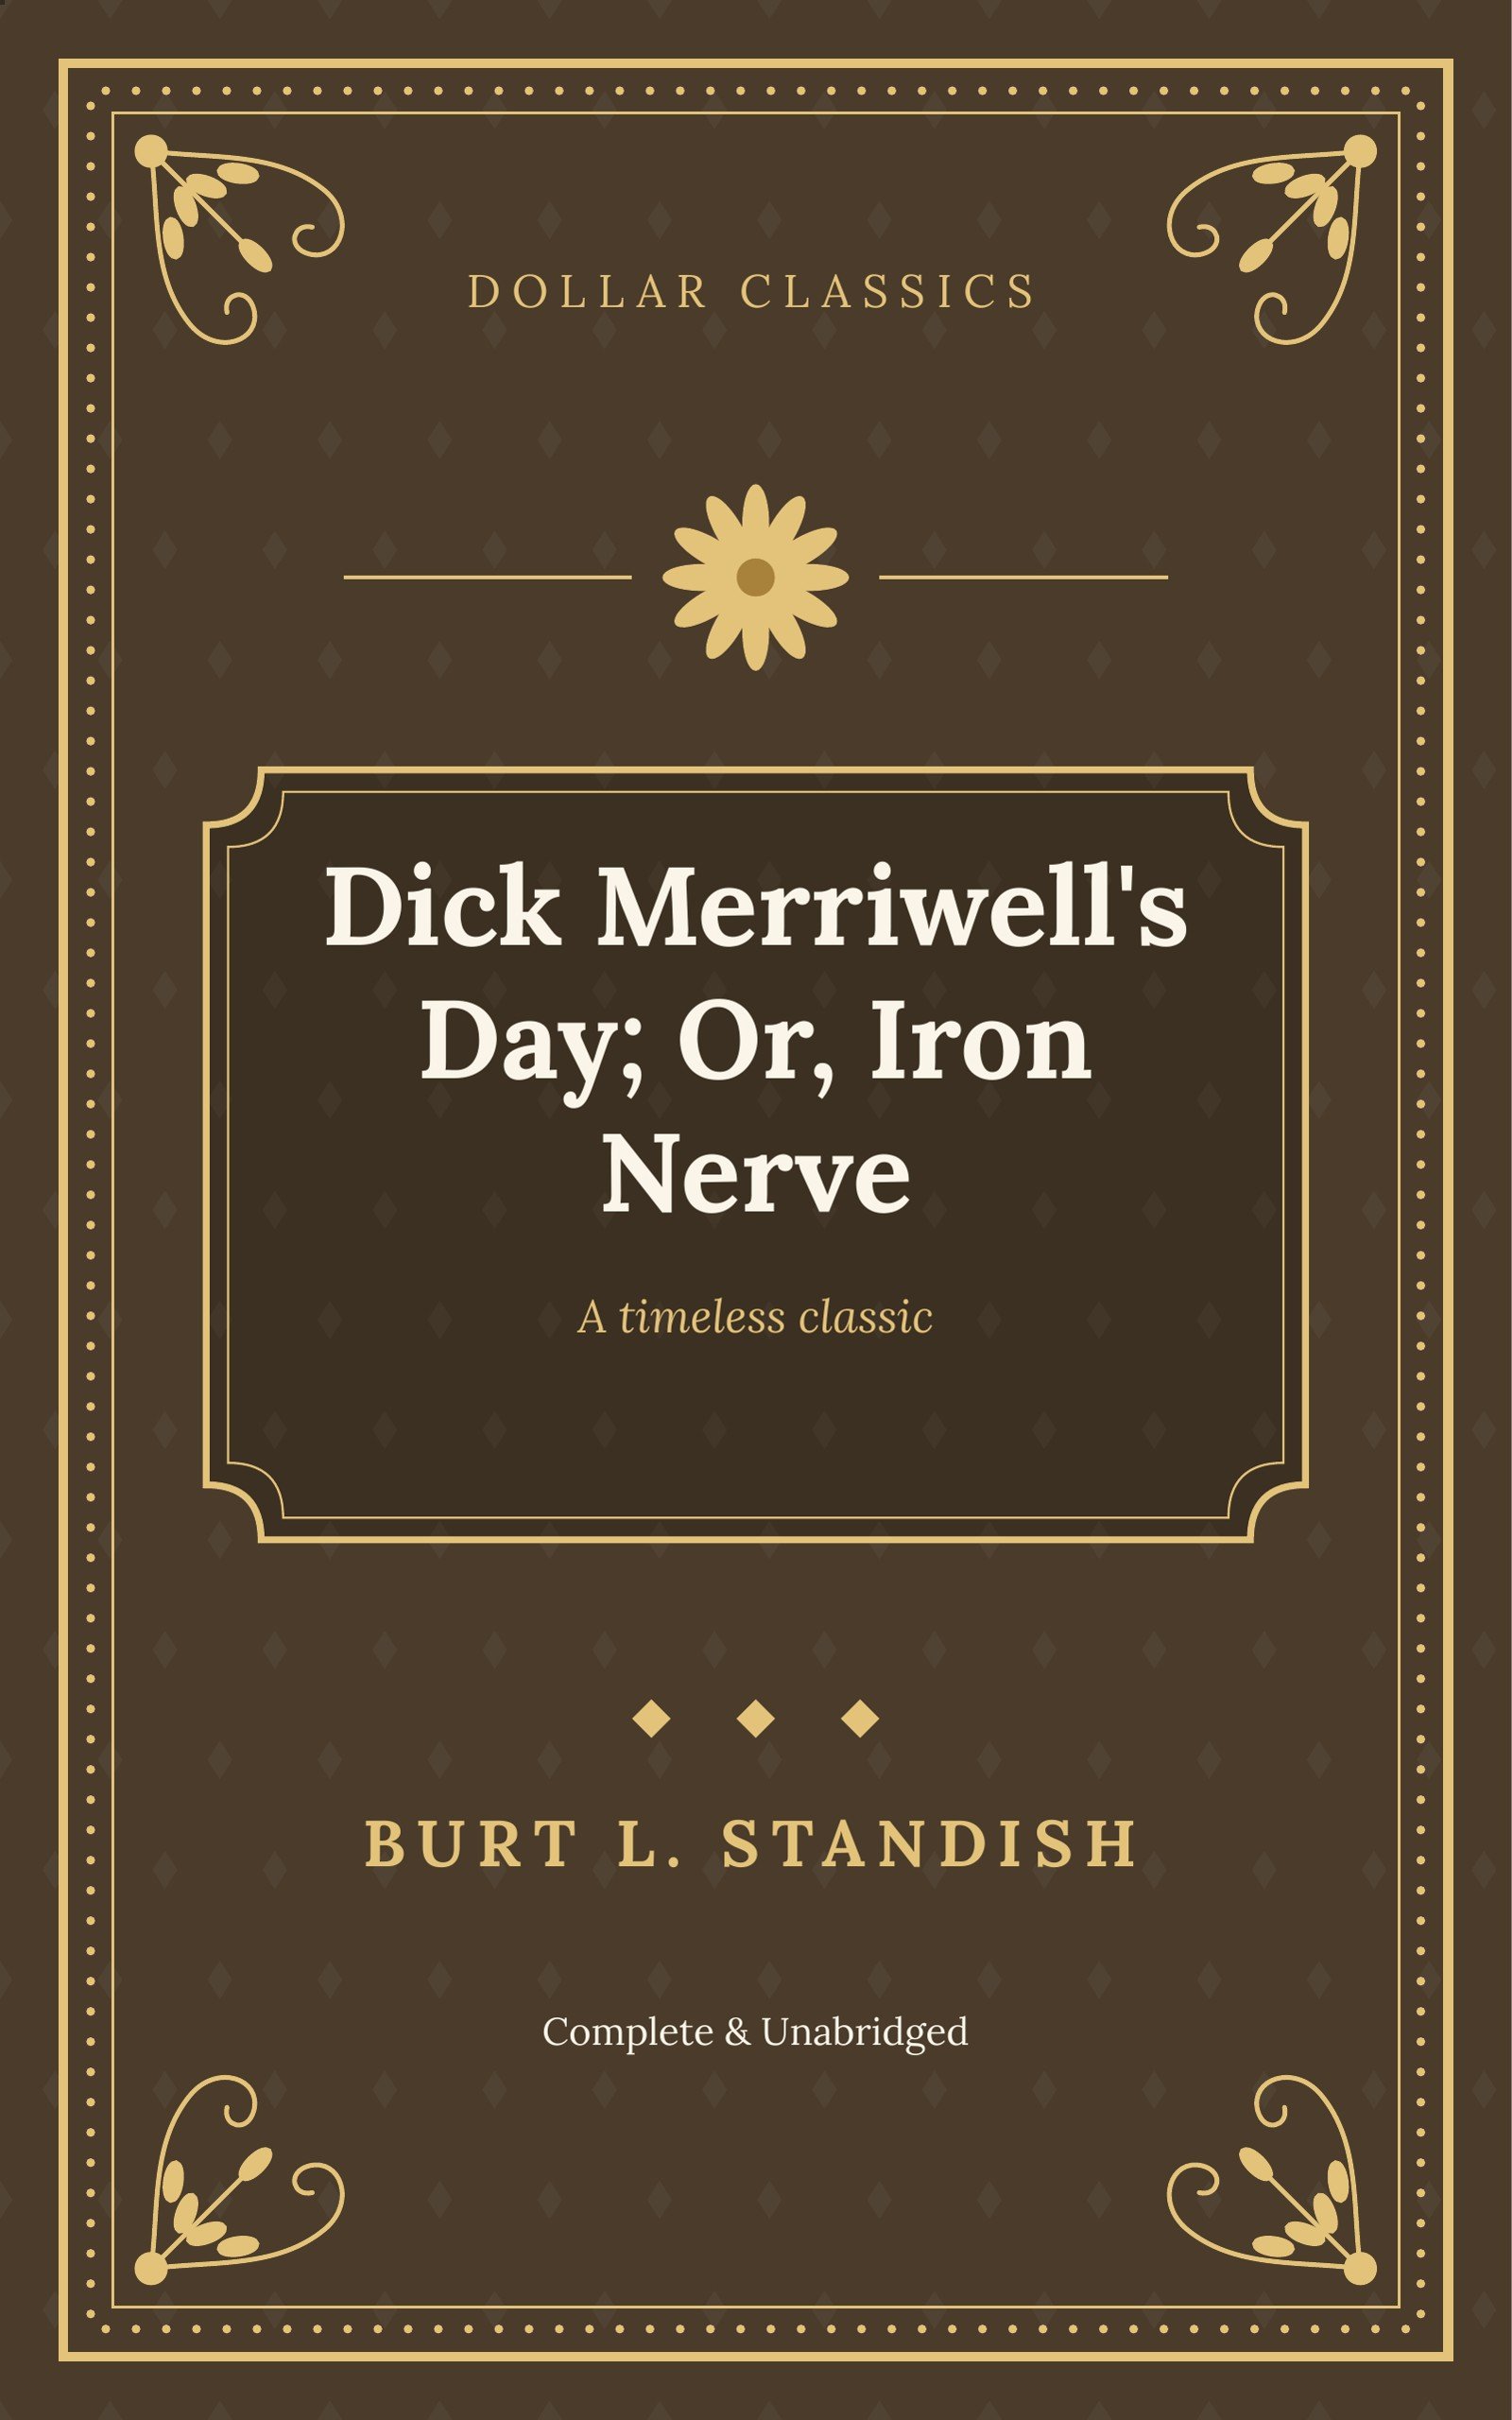 DOLLAR CLASSICS
Dick Merriwell's
Day; Or, Iron
Nerve
A timeless classic
BURT L. STANDISH
Complete & Unabridged